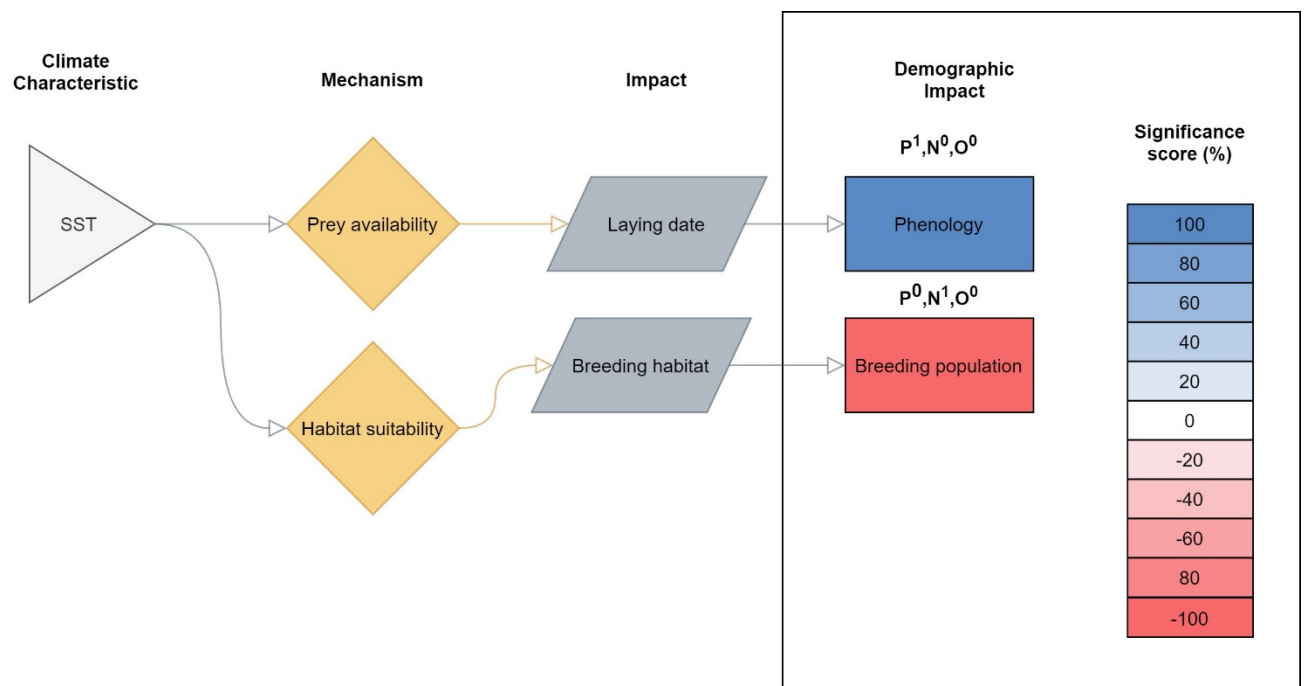 Climate
Characteristic
Mechanism
Impact
Demographic
Impact
Significance
score (%)
P¹,N⁰,O⁰
SST
Prey availability
Laying date
Phenology
P⁰,N¹,O⁰
Habitat suitability
Breeding habitat
Breeding population
100
80
60
40
20
0
-20
-40
-60
80
-100